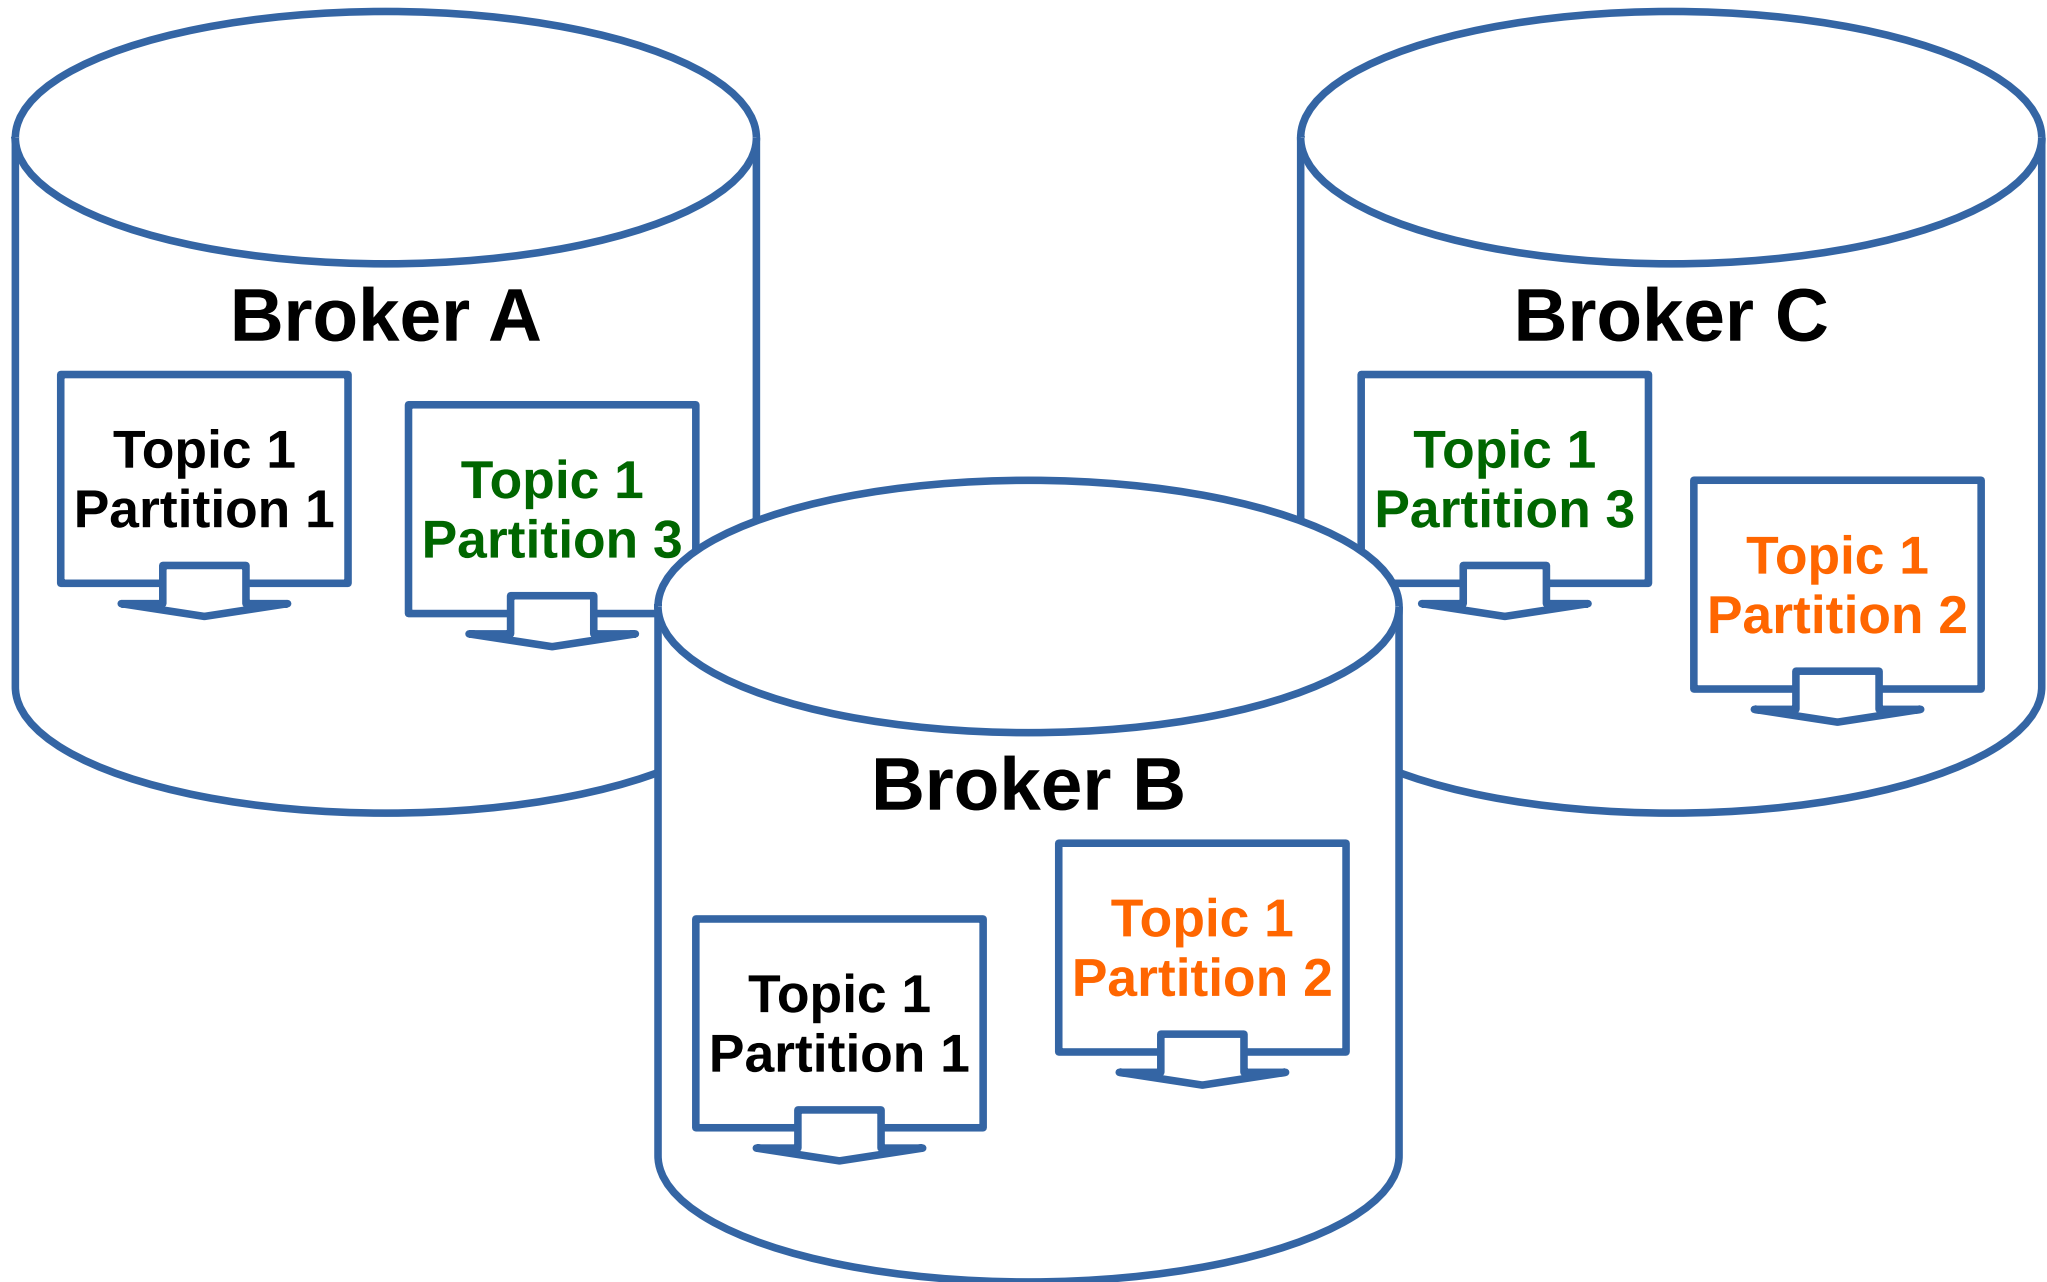 Broker A
Topic 1
Partition 1
Topic 1
Partition 3
Broker C
Topic 1
Partition 3
Topic 1
Partition 2
Broker B
Topic 1
Partition 1
Topic 1
Partition 2